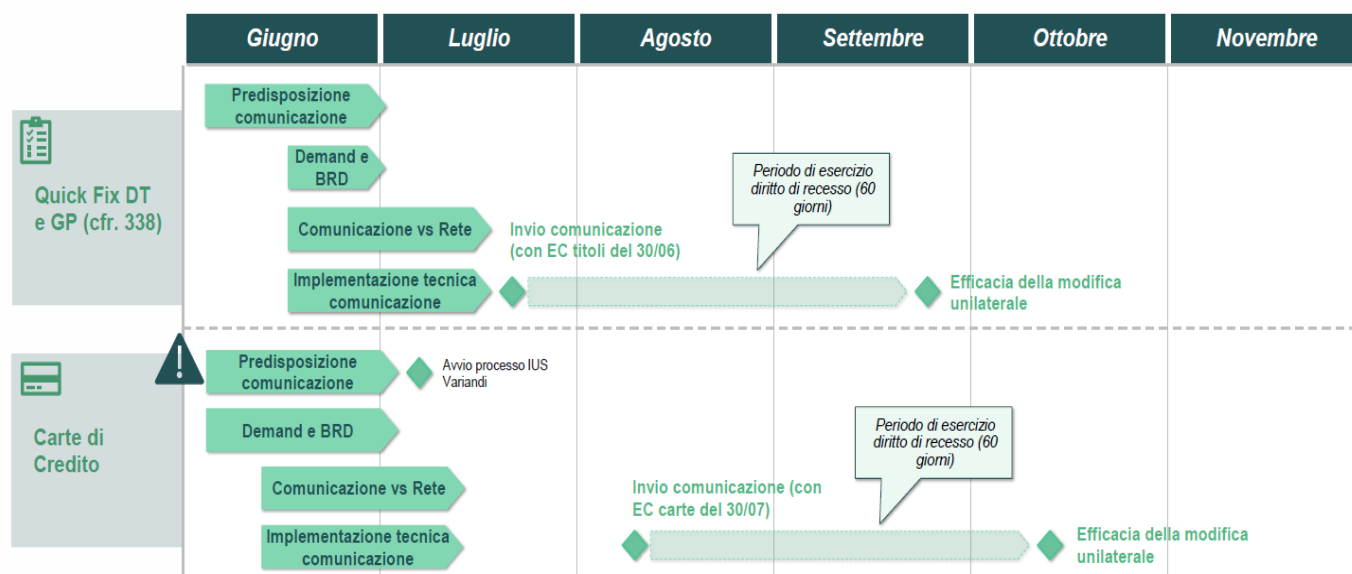 Giugno
Luglio
Agosto
Settembre
Ottobre
Novembre
Quick Fix DT
e GP (cfr. 338)
Predisposizione
comunicazione
Demand e
BRD
Comunicazione vs Rete
Implementazione tecnica
comunicazione
Invio comunicazione
(con EC titoli del 30/06)
Periodo di esercizio
diritto di recesso (60
giorni)
Efficacia della modifica
unilaterale
Carte di
Credito
Predisposizione
comunicazione
Avvio processo IUS
Variandi
Demand e BRD
Comunicazione vs Rete
Implementazione tecnica
comunicazione
Invio comunicazione (con
EC carte del 30/07)
Periodo di esercizio
diritto di recesso (60
giorni)
Efficacia della modifica
unilaterale